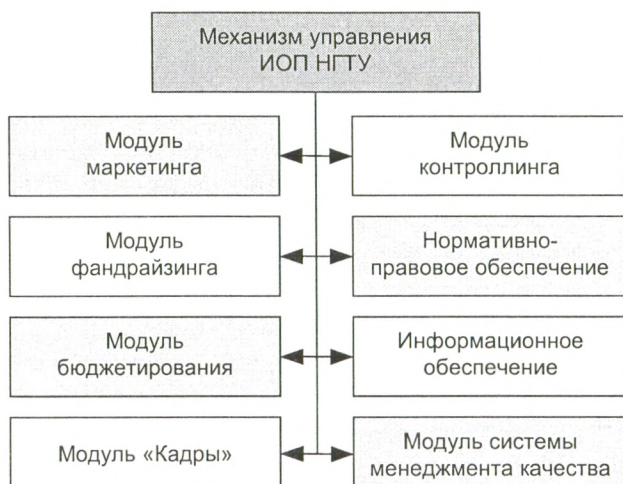 Механизм управления
ИОП НГТУ
Модуль
маркетинга
Модуль
контроллинга
Модуль
фандрайзинга
Нормативно-
правовое обеспечение
Модуль
бюджетирования
Информационное
обеспечение
Модуль «Кадры»
Модуль системы
менеджмента качества